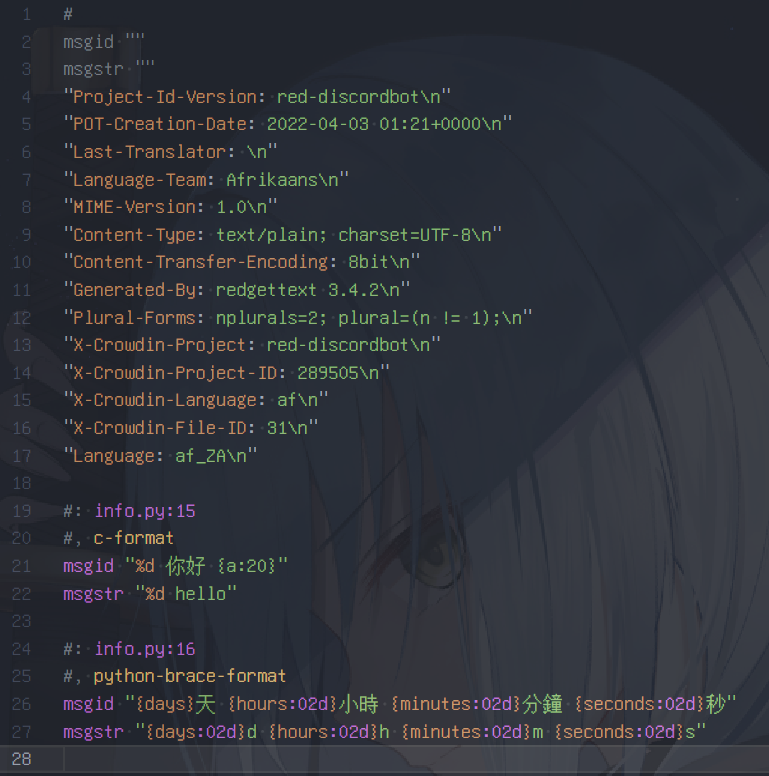 1 #
2 msgid ""
3 msgstr ""
4 "Project-Id-Version: red-discordbot\n"
5 "POT-Creation-Date: 2022-04-03 01:21+0000\n"
6 "Last-Translator: \n"
7 "Language-Team: Afrikaans\n"
8 "MIME-Version: 1.0\n"
9 "Content-Type: text/plain; charset=UTF-8\n"
10 "Content-Transfer-Encoding: 8bit\n"
11 "Generated-By: redgettext 3.4.2\n"
12 "Plural-Forms: nplurals=2; plural=(n != 1);\n"
13 "X-Crowdin-Project: red-discordbot\n"
14 "X-Crowdin-Project-ID: 289505\n"
15 "X-Crowdin-Language: af\n"
16 "X-Crowdin-File-ID: 31\n"
17 "Language: af_ZA\n"
18
19 #: info.py:15
20 #, c-format
21 msgid "%d 你好 {a:20}"
22 msgstr "%d hello"
23
24 #: info.py:16
25 #, python-brace-format
26 msgid "{days}天 {hours:02d}小時 {minutes:02d}分鐘 {seconds:02d}秒"
27 msgstr "{days:02d}d {hours:02d}h {minutes:02d}m {seconds:02d}s"
28